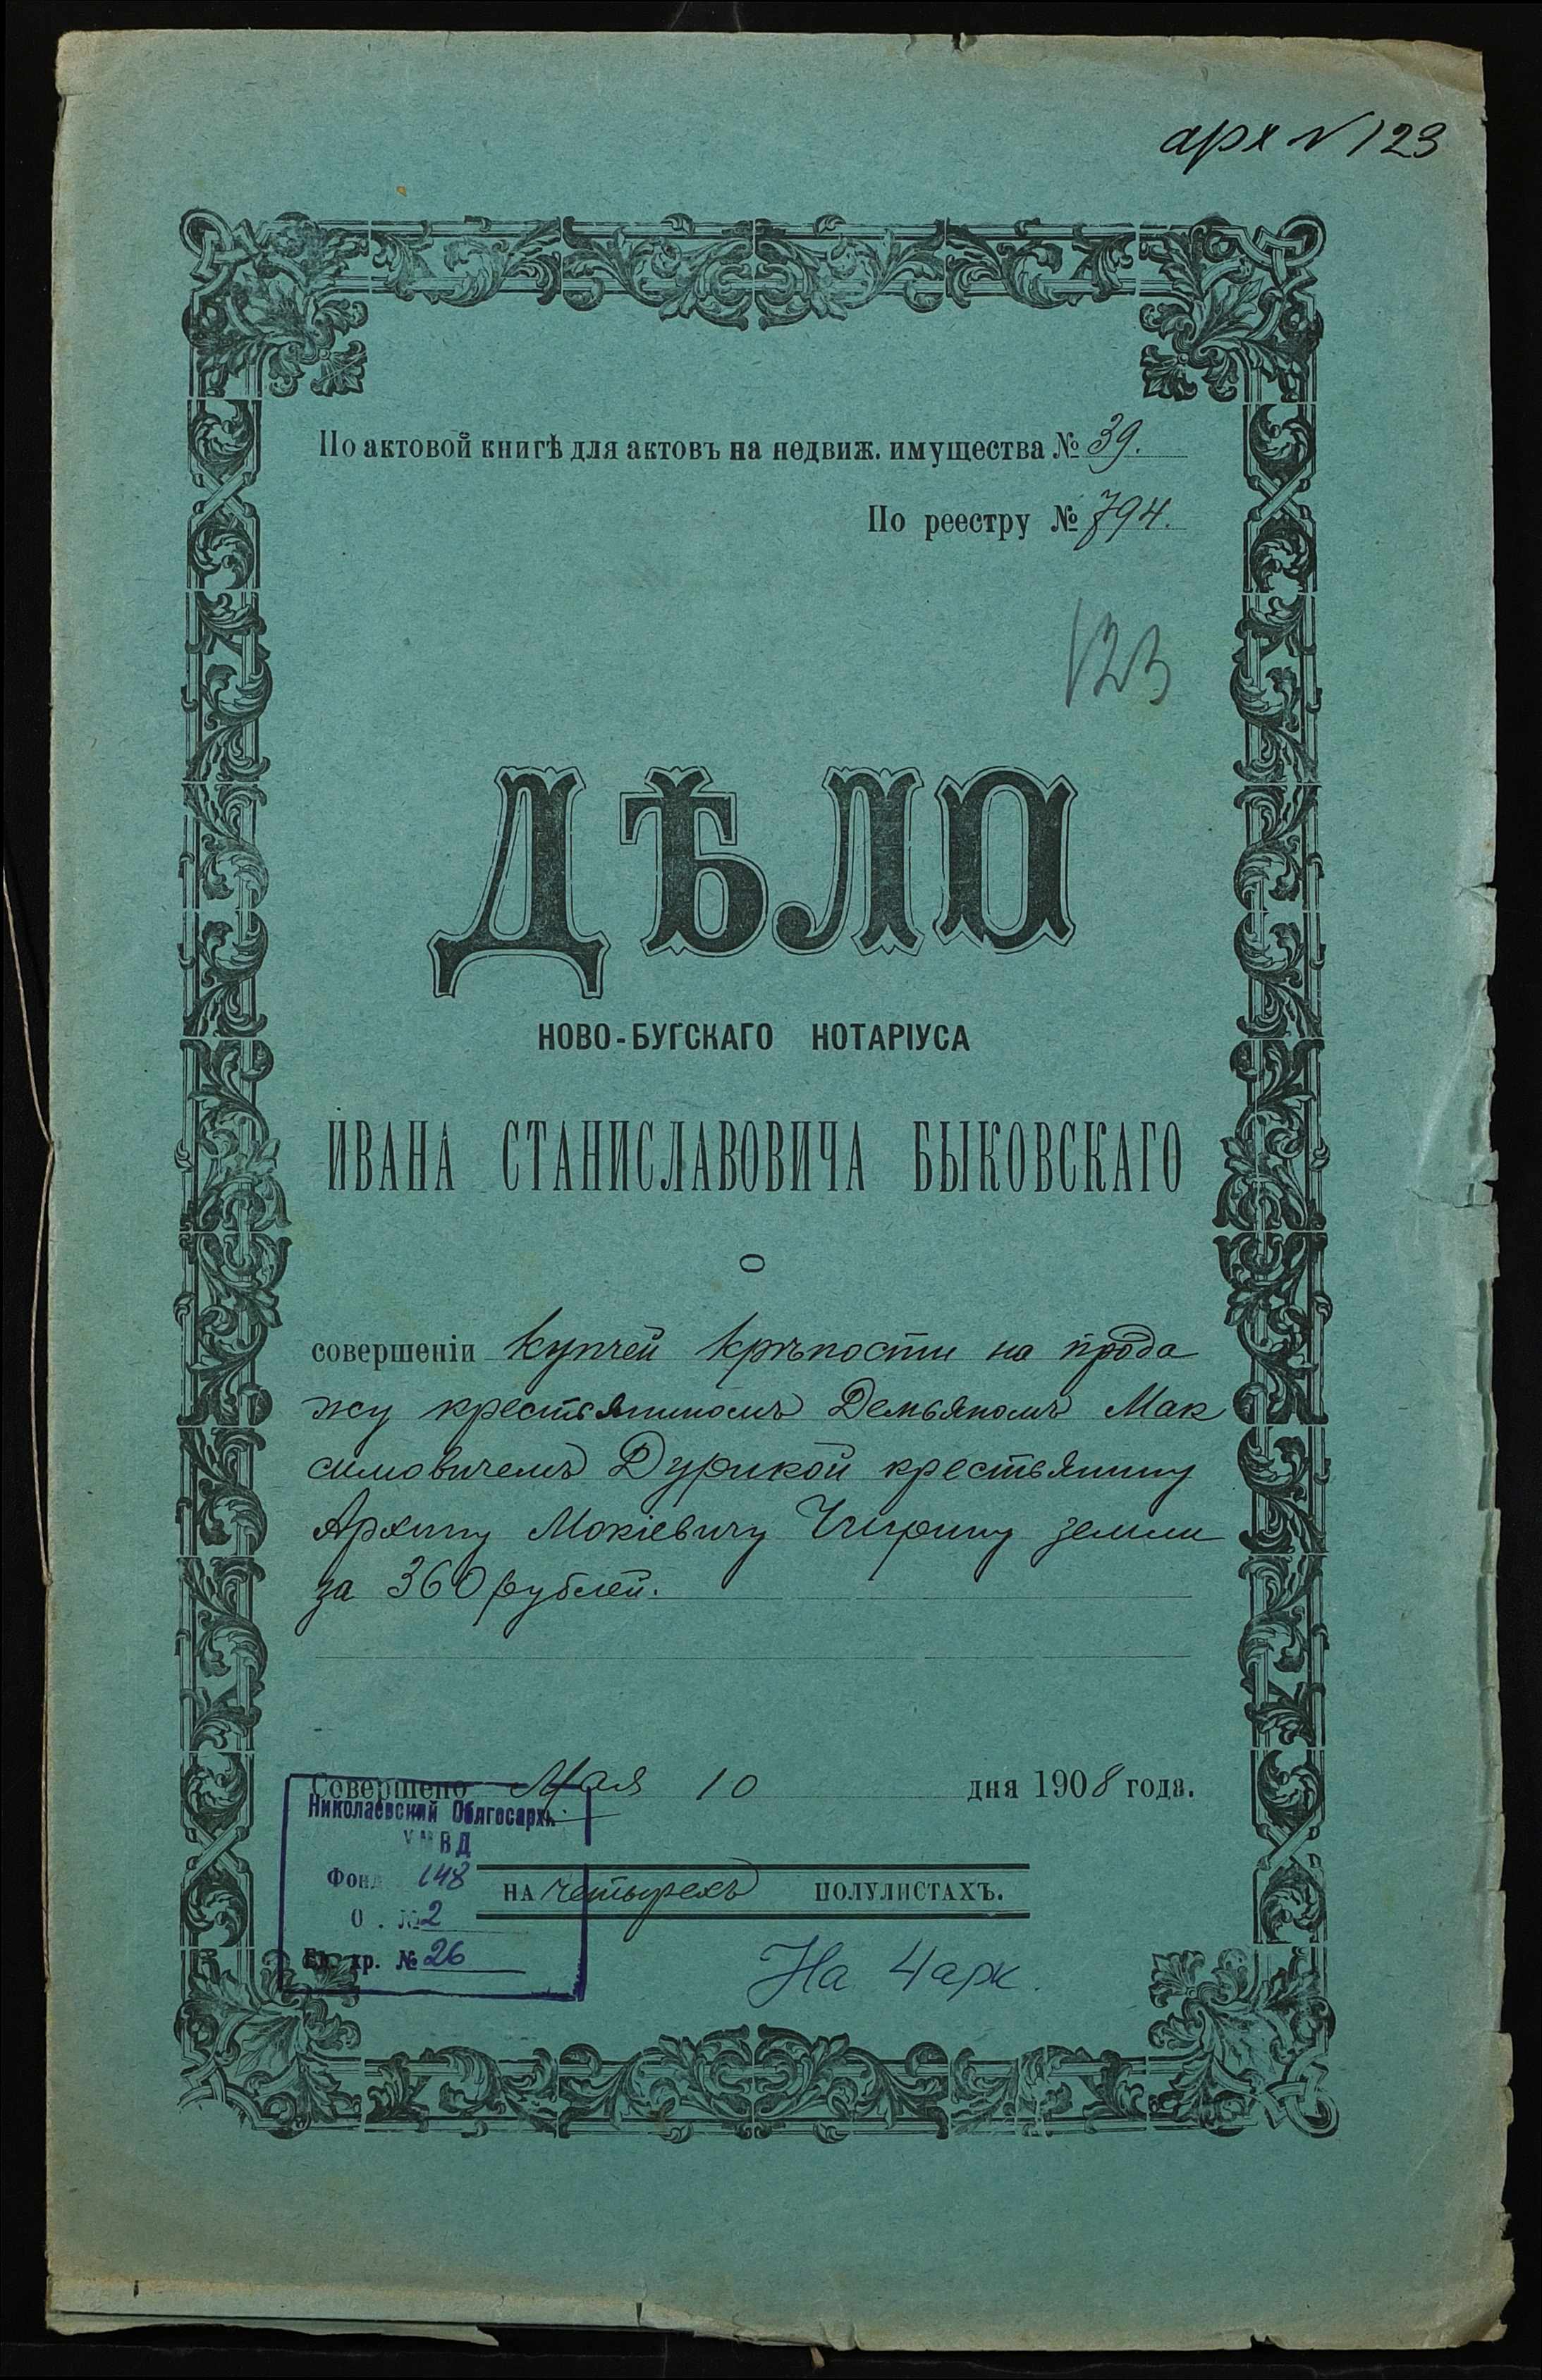 арх № 123
По актовой книгѣ для актовъ на недвиж. имущества № 39.
По реестру № 794.
123
ДѢЛО
НОВО-БУГСКАГО НОТАРІУСА
ИВАНА СТАНИСЛАВОВИЧА БЫКОВСКАГО
О
совершеніи купчей крѣпости на прода
жу крестьяниномъ Демьяномъ Мак
симовичемъ Дурикой крестьянину
Архипу Мокіевичу Чигрину земли
за 360 рублей.
Совершено Мая 10 дня 1908 года.
Николаевский Облгосарх.
УМВД
Фонд 148
НА четырехъ ПОЛУЛИСТАХЪ.
О . № 2
Ед. хр. № 26
На 4 арк.